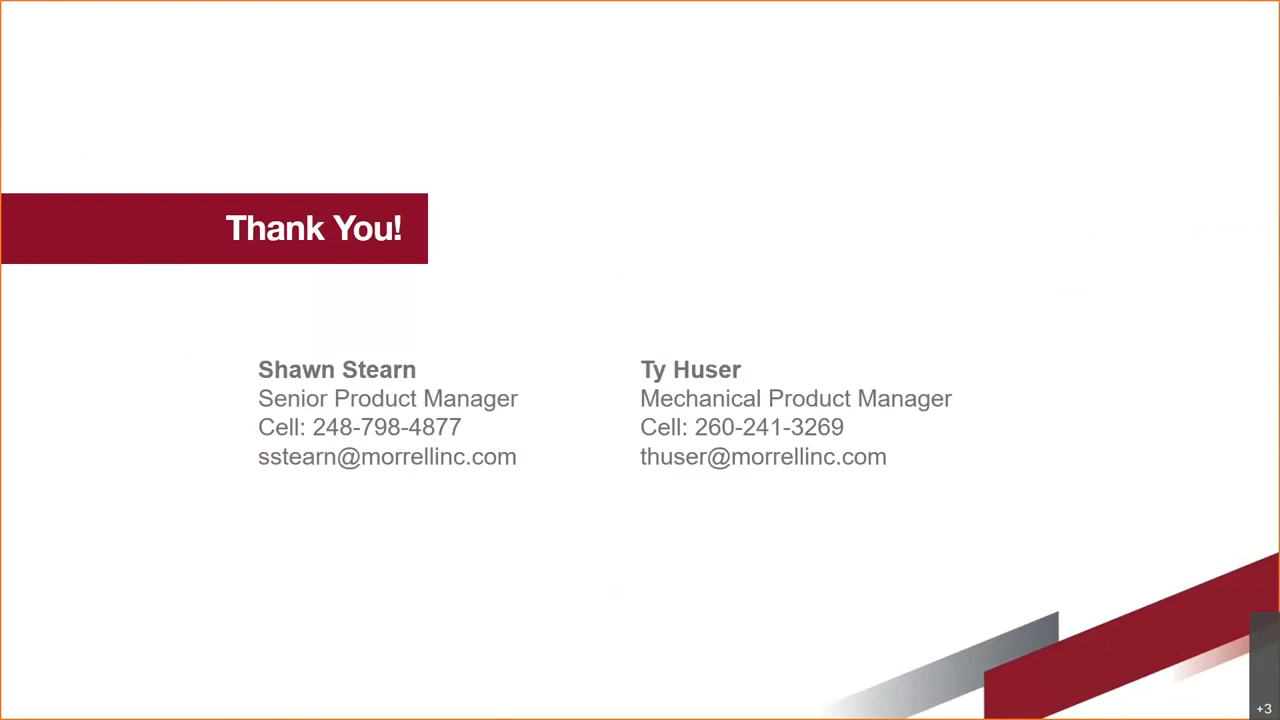 Thank You!
Shawn Stearn
Senior Product Manager
Cell: 248-798-4877
sstearn@morrellinc.com
Ty Huser
Mechanical Product Manager
Cell: 260-241-3269
thuser@morrellinc.com
+3